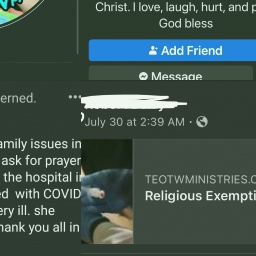 Christ. I love, laugh, hurt, and p
God bless
Add Friend
Message
erned.
July 30 at 2:39 AM ·
amily issues in
ask for prayer
the hospital i
ed with COVID
ery ill. she
hank you all in
TEOTWMINISTRIES.C
Religious Exempti